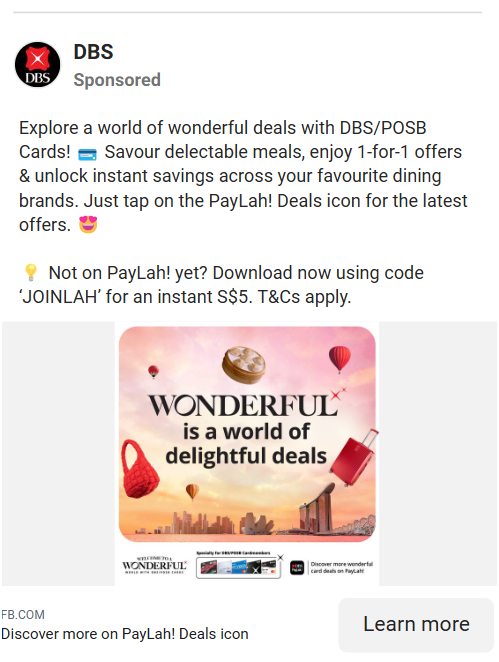 DBS
DBS
Sponsored
Explore a world of wonderful deals with DBS/POSB
Cards! 💳 Savour delectable meals, enjoy 1-for-1 offers
& unlock instant savings across your favourite dining
brands. Just tap on the PayLah! Deals icon for the latest
offers. 😍
💡 Not on PayLah! yet? Download now using code
‘JOINLAH’ for an instant S$5. T&Cs apply.
WONDERFUL
is a world of
delightful deals
WELCOME TO A
WONDERFUL
WORLD WITH DBS/POSB CARDS
Specially for DBS/POSB Cardmembers
Discover more wonderful
card deals on PayLah!
FB.COM
Discover more on PayLah! Deals icon
Learn more